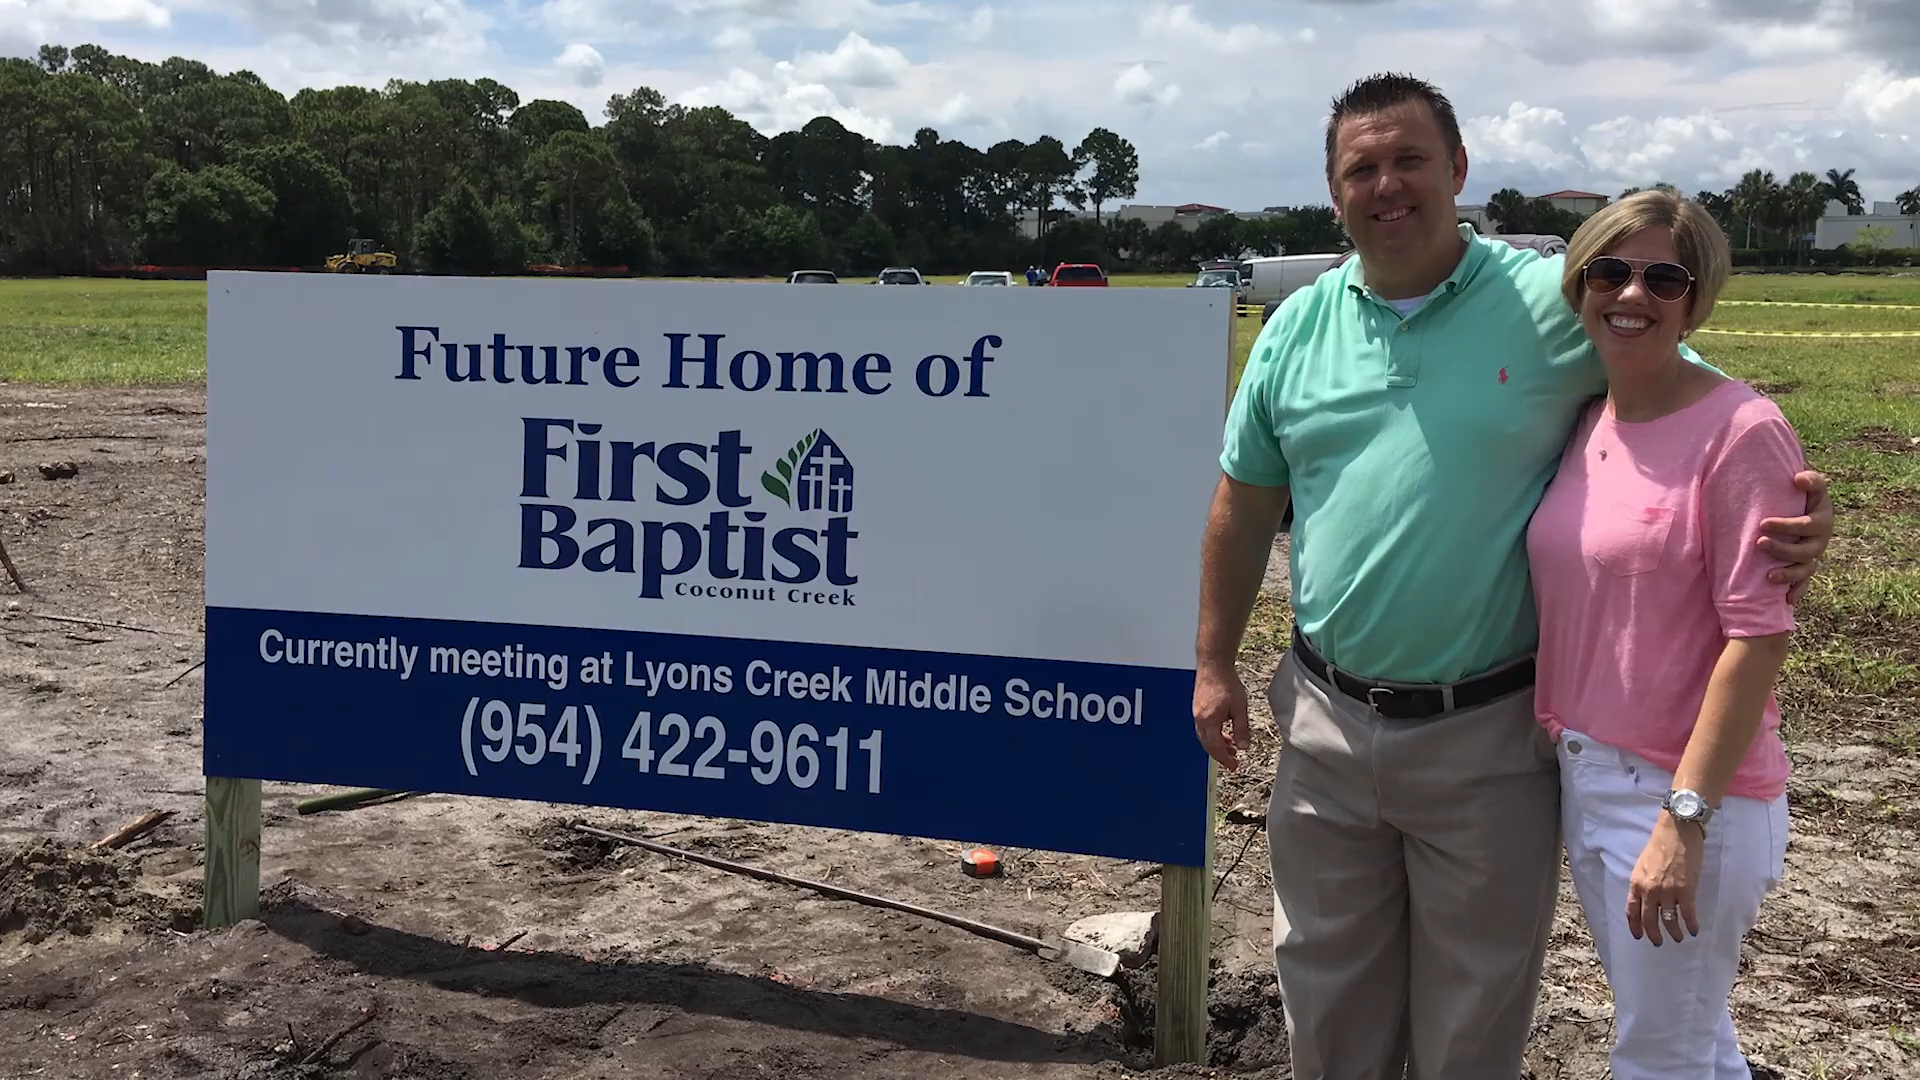 Future Home of
First
Baptist
Coconut Creek
Currently meeting at Lyons Creek Middle School
(954) 422-9611